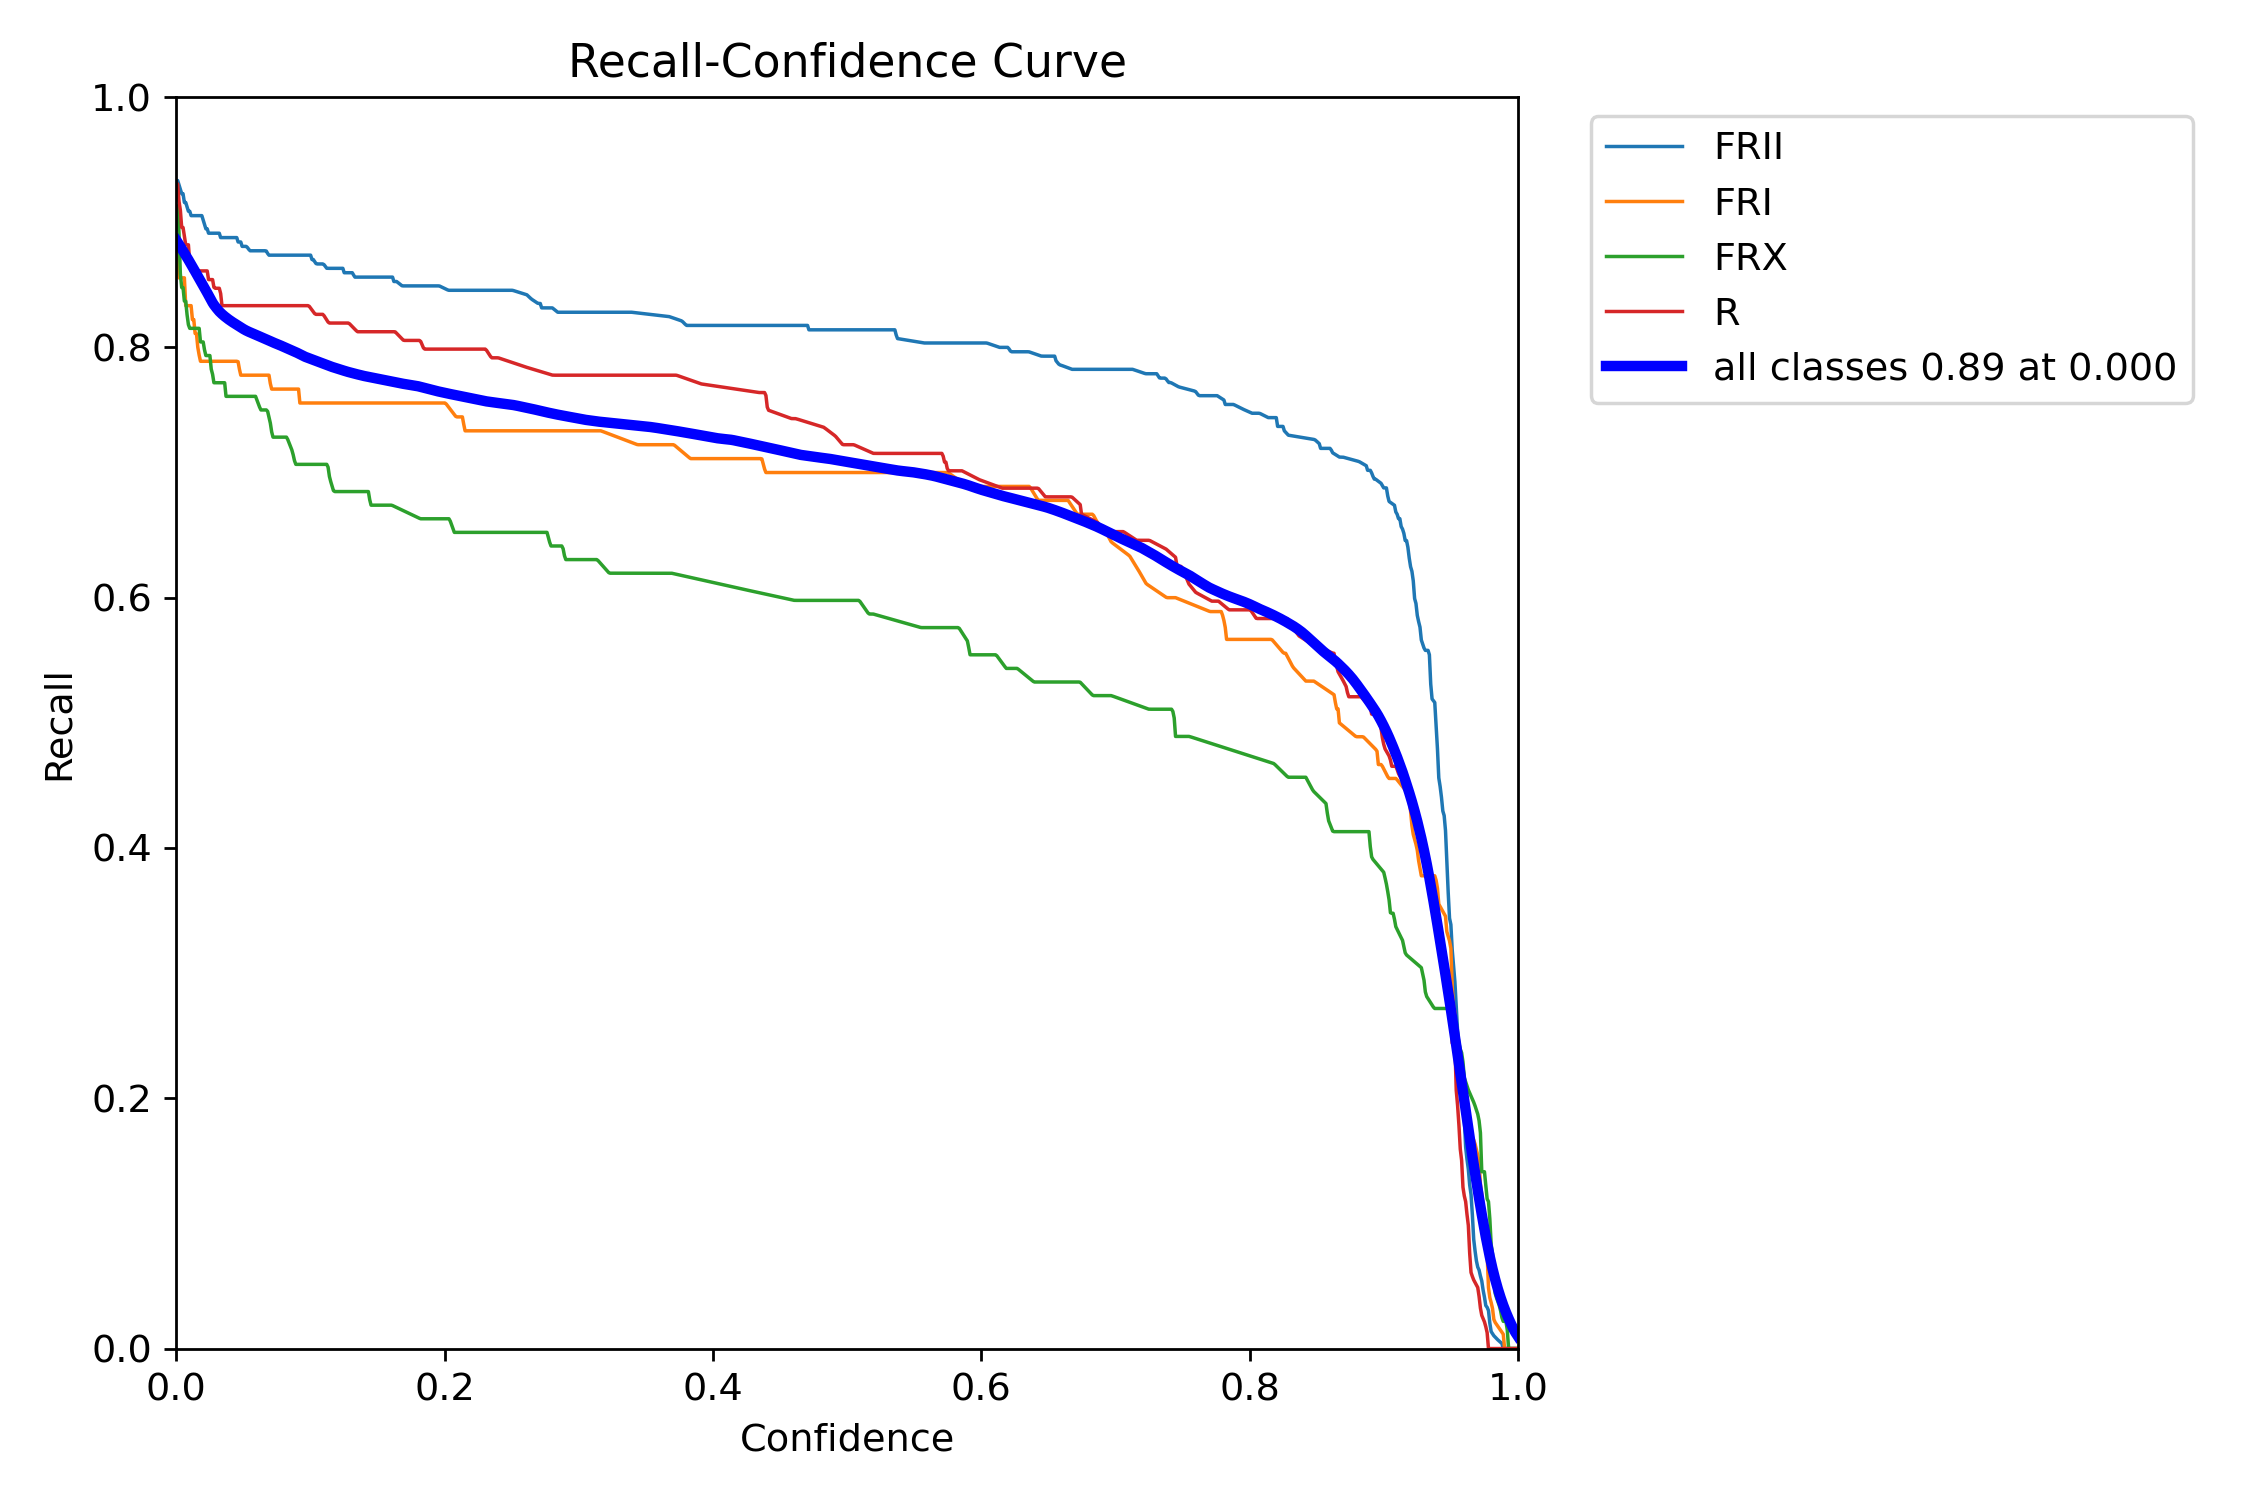 Recall-Confidence Curve
1.0
0.8
0.6
0.4
0.2
0.0
Recall
0.0 0.2 0.4 0.6 0.8 1.0
Confidence
FRII
FRI
FRX
R
all classes 0.89 at 0.000